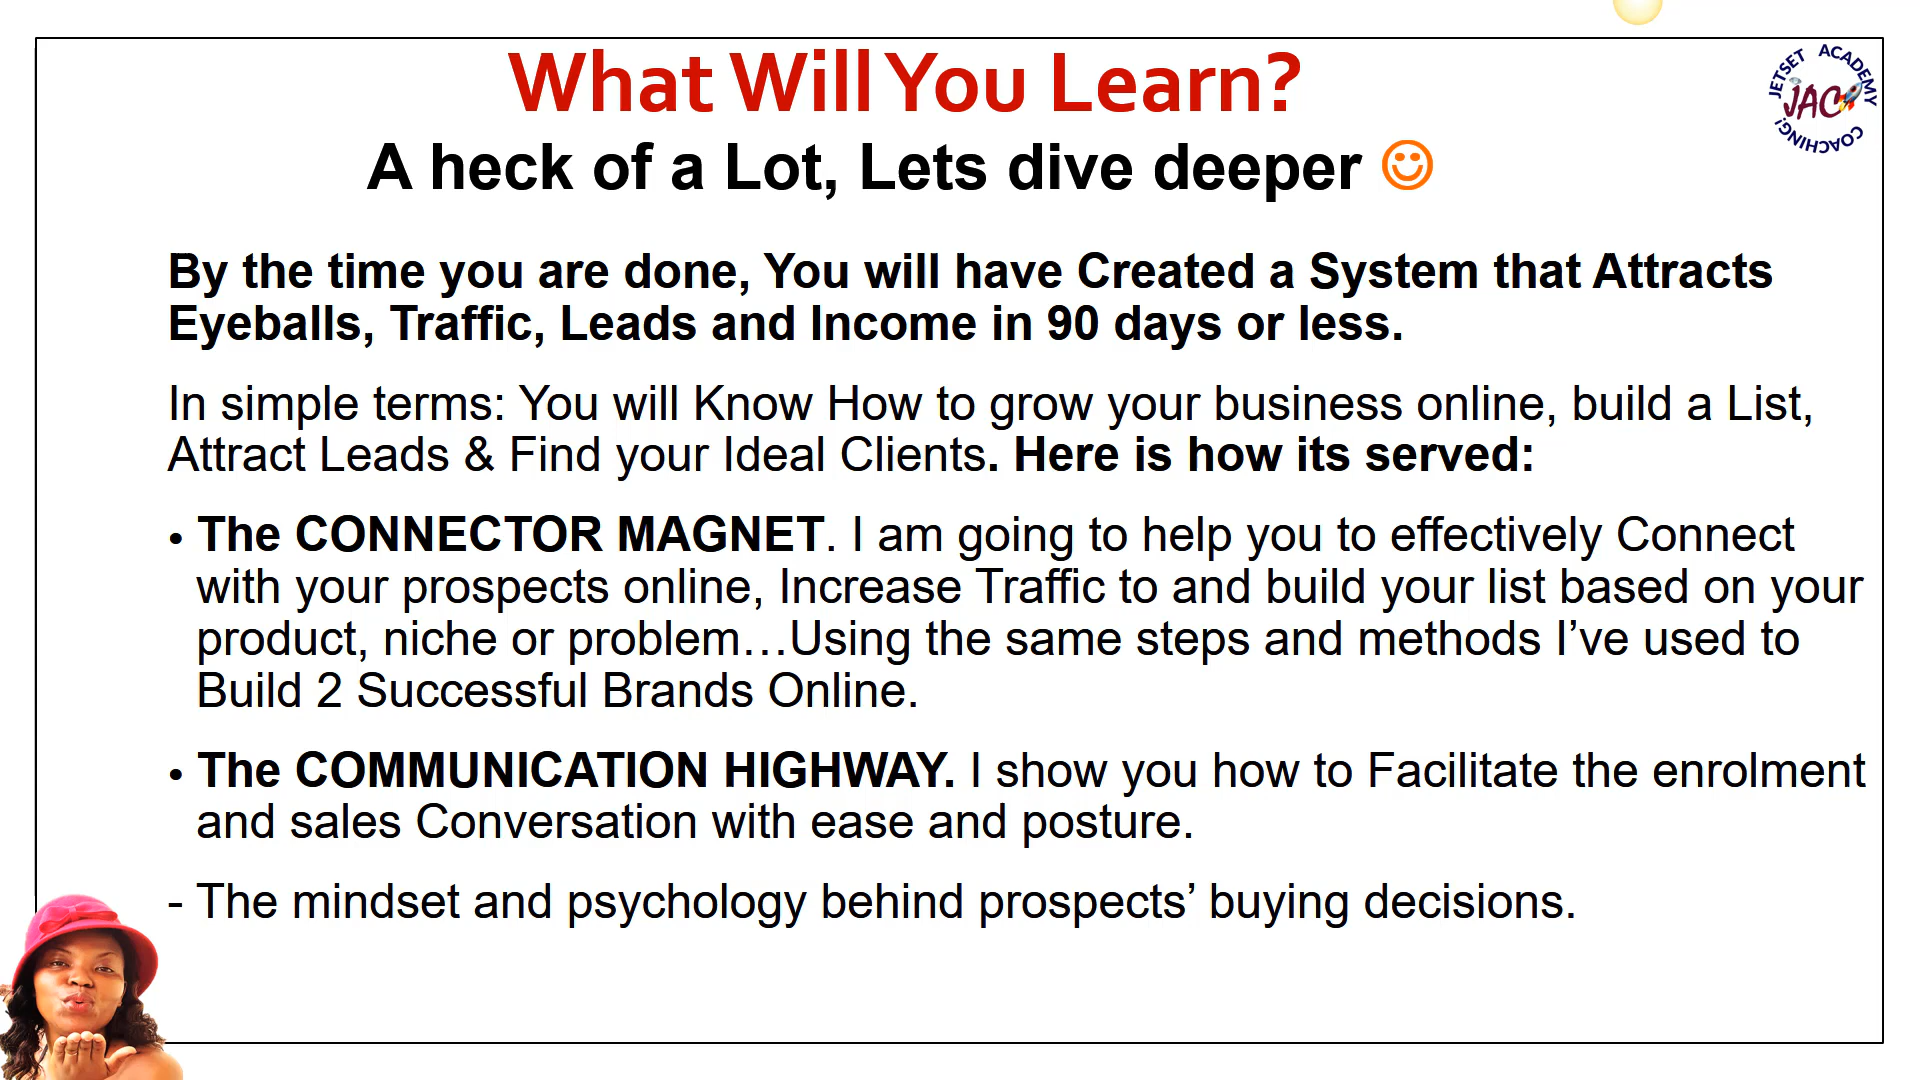 What Will You Learn?
A heck of a Lot, Lets dive deeper
JETSET ACADEMY
JAC
COACHING!
By the time you are done, You will have Created a System that Attracts
Eyeballs, Traffic, Leads and Income in 90 days or less.
In simple terms: You will Know How to grow your business online, build a List,
Attract Leads & Find your Ideal Clients. Here is how its served:
• The CONNECTOR MAGNET. I am going to help you to effectively Connect
with your prospects online, Increase Traffic to and build your list based on your
product, niche or problem…Using the same steps and methods I’ve used to
Build 2 Successful Brands Online.
• The COMMUNICATION HIGHWAY. I show you how to Facilitate the enrolment
and sales Conversation with ease and posture.
- The mindset and psychology behind prospects’ buying decisions.